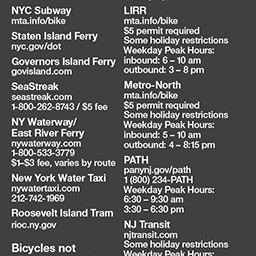 NYC Subway
mta.info/bike
Staten Island Ferry
nyc.gov/dot
Governors Island Ferry
govisland.com
SeaStreak
seastreak.com
1-800-262-8743 / $5 fee
NY Waterway/
East River Ferry
nywaterway.com
1-800-533-3779
$1–$3 fee, varies by route
New York Water Taxi
nywatertaxi.com
212-742-1969
Roosevelt Island Tram
rioc.ny.gov
Bicycles not
LIRR
mta.info/bike
$5 permit required
Some holiday restrictions
Weekday Peak Hours:
inbound: 6 – 10 am
outbound: 3 – 8 pm
Metro-North
mta.info/bike
$5 permit required
Some holiday restrictions
Weekday Peak Hours:
inbound: 5 – 10 am
outbound: 4 – 8:15 pm
PATH
panynj.gov/path
1 (800) 234-PATH
Weekday Peak Hours:
6:30 – 9:30 am
3:30 – 6:30 pm
NJ Transit
njtransit.com
Some holiday restrictions
Weekday Peak Hours: